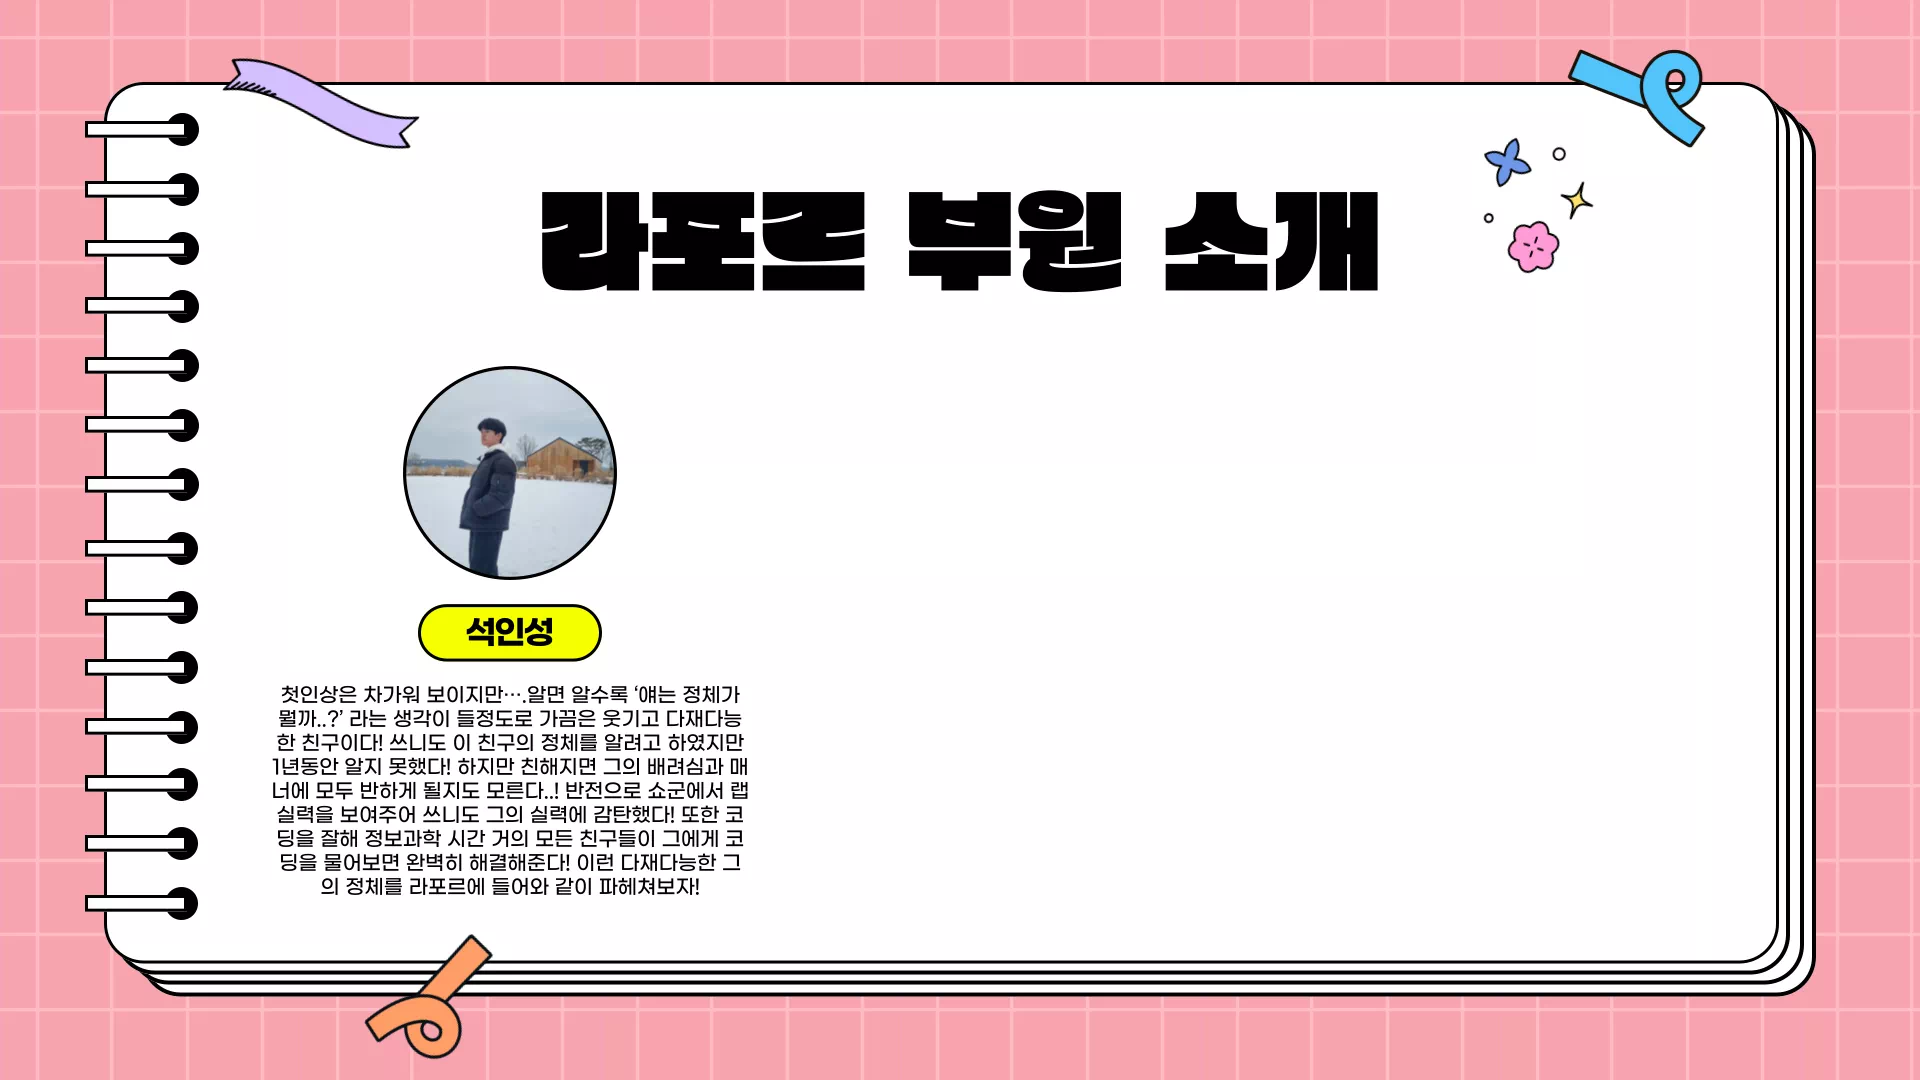 라포르 부원 소개
석인성
첫인상은 차가워 보이지만….알면 알수록 ‘얘는 정체가
뭘까..?’ 라는 생각이 들정도로 가끔은 웃기고 다재다능
한 친구이다! 쓰니도 이 친구의 정체를 알려고 하였지만
1년동안 알지 못했다! 하지만 친해지면 그의 배려심과 매
너에 모두 반하게 될지도 모른다..! 반전으로 쇼군에서 랩
실력을 보여주어 쓰니도 그의 실력에 감탄했다! 또한 코
딩을 잘해 정보과학 시간 거의 모든 친구들이 그에게 코
딩을 물어보면 완벽히 해결해준다! 이런 다재다능한 그
의 정체를 라포르에 들어와 같이 파헤쳐보자!